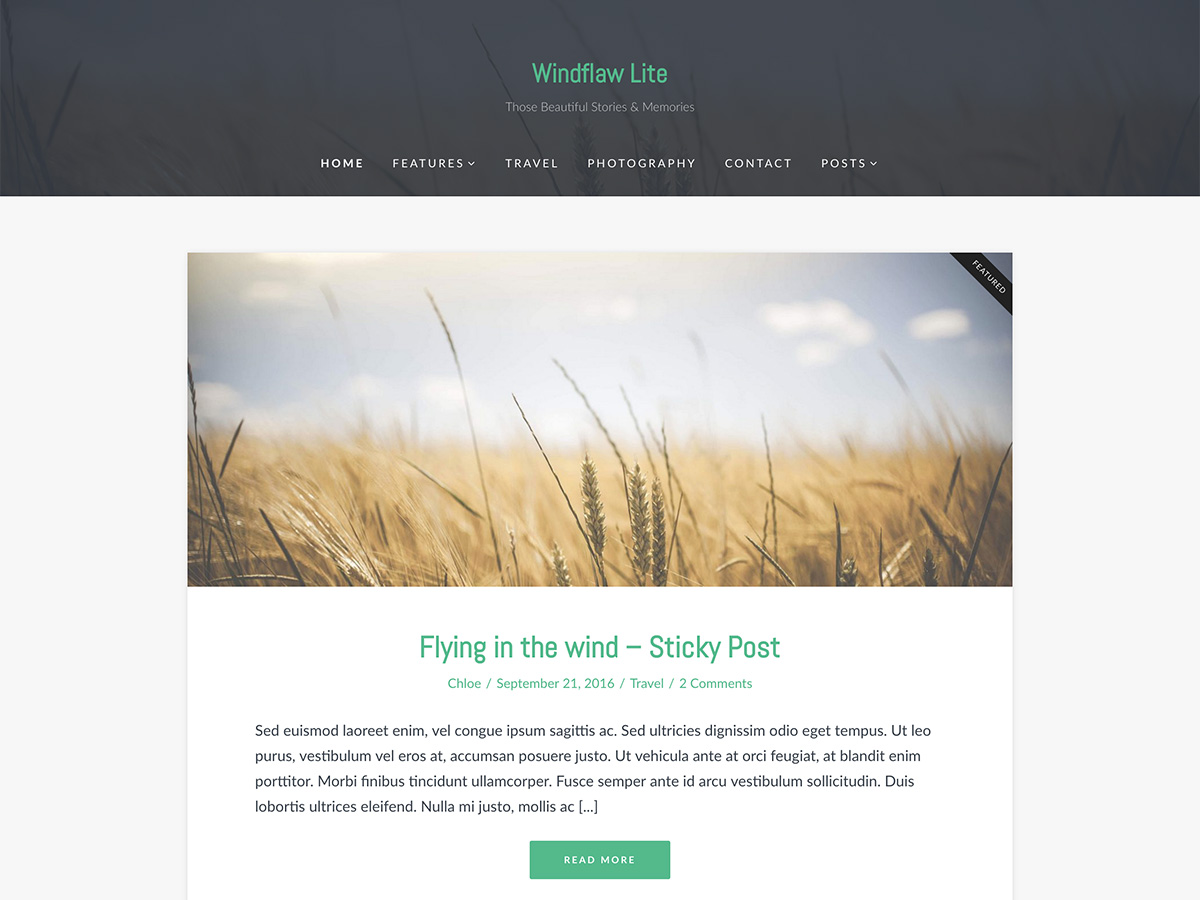 Windflaw Lite
Those Beautiful Stories & Memories
HOME FEATURES TRAVEL PHOTOGRAPHY CONTACT POSTS
FEATURED
Flying in the wind – Sticky Post
Chloe / September 21, 2016 / Travel / 2 Comments
Sed euismod laoreet enim, vel congue ipsum sagittis ac. Sed ultricies dignissim odio eget tempus. Ut leo
purus, vestibulum vel eros at, accumsan posuere justo. Ut vehicula ante at orci feugiat, at blandit enim
porttitor. Morbi finibus tincidunt ullamcorper. Fusce semper ante id arcu vestibulum sollicitudin. Duis
lobortis ultrices eleifend. Nulla mi justo, mollis ac [...]
READ MORE